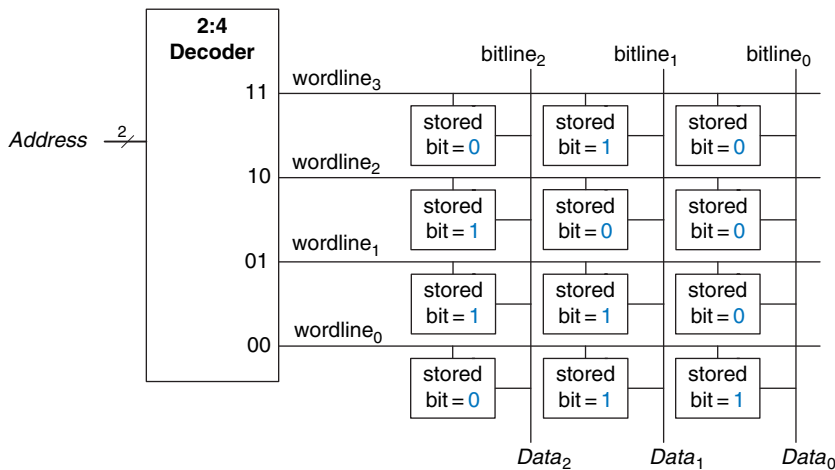 2:4
Decoder
bitline₂ bitline₁ bitline₀
wordline₃
11
Address 2
stored stored stored
bit = 0 bit = 1 bit = 0
wordline₂
10
stored stored stored
bit = 1 bit = 0 bit = 0
wordline₁
01
stored stored stored
bit = 1 bit = 1 bit = 0
wordline₀
00
stored stored stored
bit = 0 bit = 1 bit = 1
Data₂ Data₁ Data₀